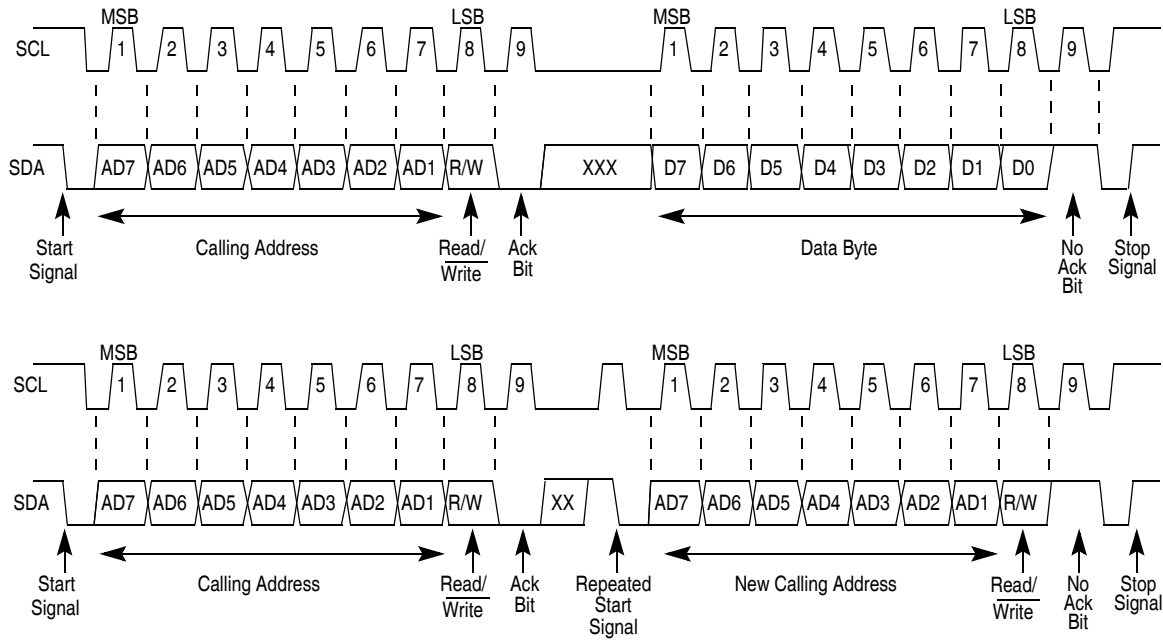 MSB LSB MSB LSB
SCL 1 2 3 4 5 6 7 8 9 1 2 3 4 5 6 7 8 9
SDA AD7 AD6 AD5 AD4 AD3 AD2 AD1 R/W XXX D7 D6 D5 D4 D3 D2 D1 D0
Start
Signal
Calling Address
Read/
Write
Ack
Bit
Data Byte
No
Ack
Bit
Stop
Signal
MSB LSB MSB LSB
SCL 1 2 3 4 5 6 7 8 9 1 2 3 4 5 6 7 8 9
SDA AD7 AD6 AD5 AD4 AD3 AD2 AD1 R/W XX AD7 AD6 AD5 AD4 AD3 AD2 AD1 R/W
Start
Signal
Calling Address
Read/
Write
Ack
Bit
Repeated
Start
Signal
New Calling Address
Read/
Write
No
Ack
Bit
Stop
Signal